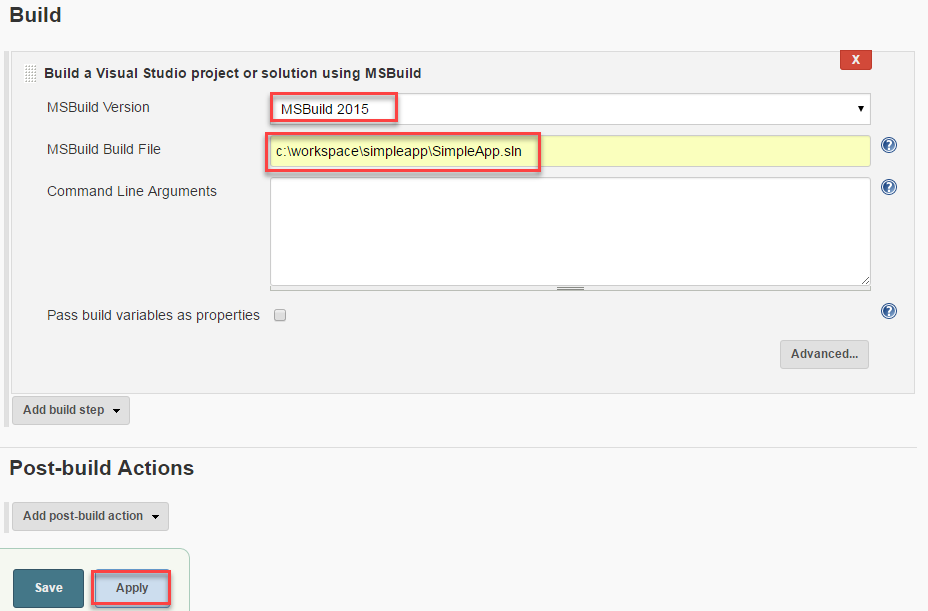 Build
X
Build a Visual Studio project or solution using MSBuild
MSBuild Version
MSBuild 2015
MSBuild Build File
c:\workspace\simpleapp\SimpleApp.sln
?
Command Line Arguments
?
Pass build variables as properties
?
Advanced...
Add build step
Post-build Actions
Add post-build action
Save
Apply